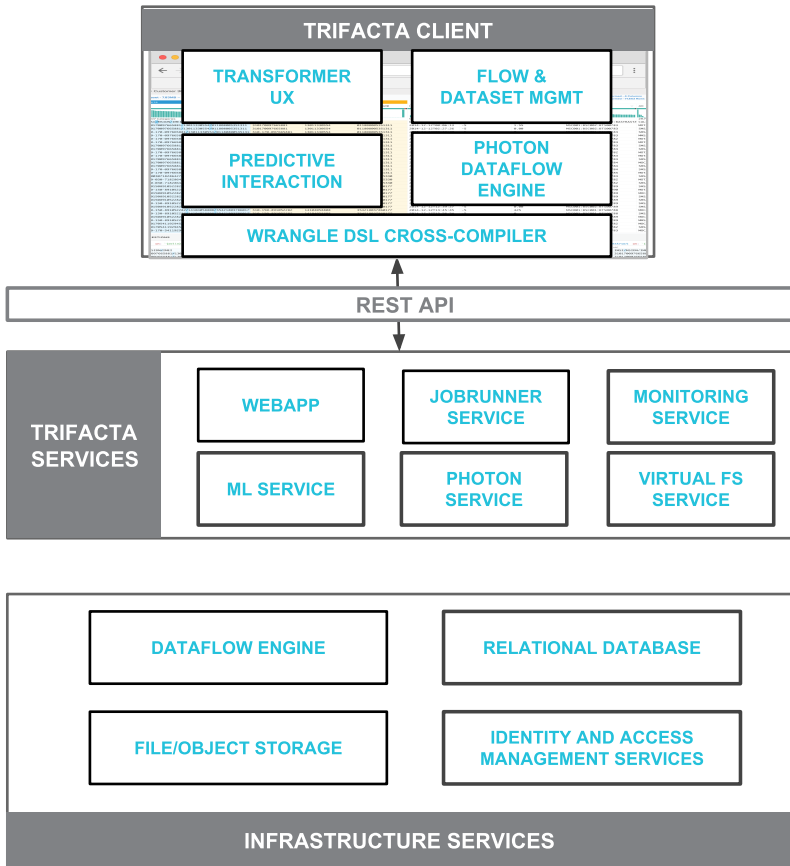 TRIFACTA CLIENT
TRANSFORMER
UX
FLOW &
DATASET MGMT
PREDICTIVE
INTERACTION
PHOTON
DATAFLOW
ENGINE
WRANGLE DSL CROSS-COMPILER
REST API
TRIFACTA
SERVICES
WEBAPP
JOBRUNNER
SERVICE
MONITORING
SERVICE
ML SERVICE
PHOTON
SERVICE
VIRTUAL FS
SERVICE
DATAFLOW ENGINE
RELATIONAL DATABASE
FILE/OBJECT STORAGE
IDENTITY AND ACCESS
MANAGEMENT SERVICES
INFRASTRUCTURE SERVICES